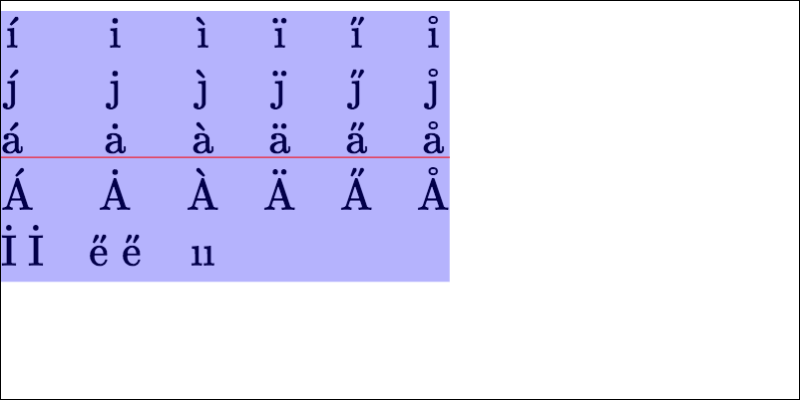 í i ì ï i̋ i̊
j́ j j̀ j̈ j̋ j̊
á ȧ à ä a̋ å
Á Ȧ À Ä A̋ Å
İ İ e̋ e̋ ıı